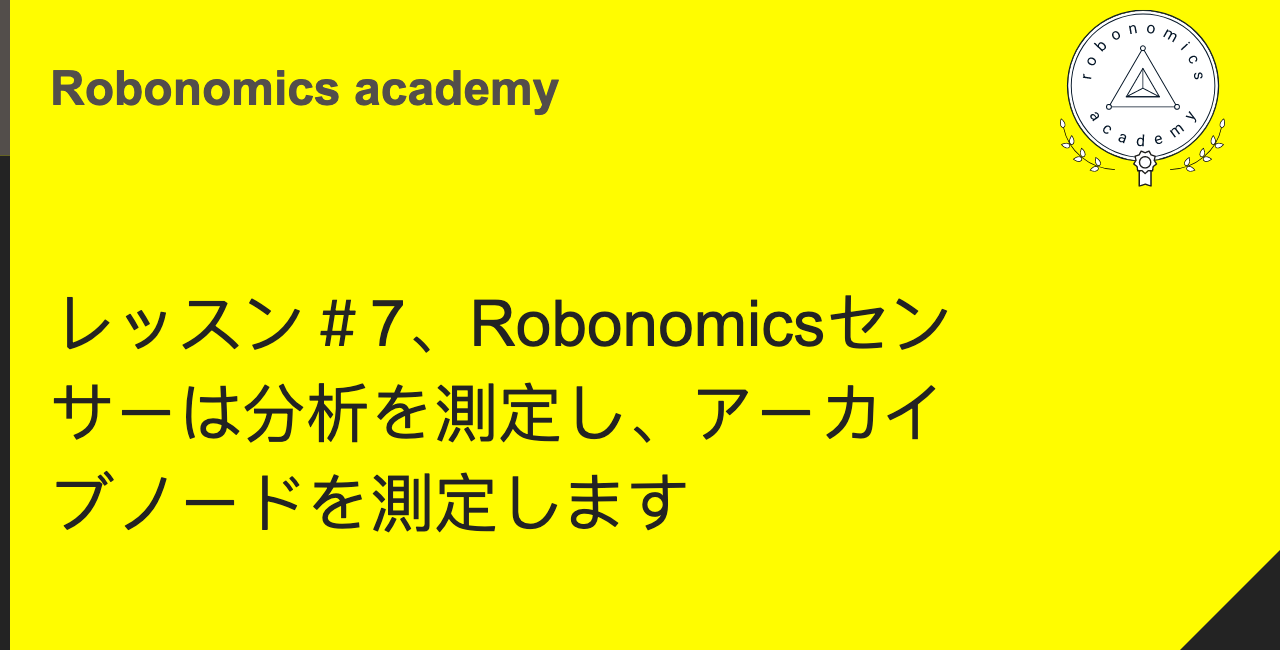 Robonomics academy
robonomics
academy
レッスン＃7、Robonomicsセン
サーは分析を測定し、アーカイ
ブノードを測定します